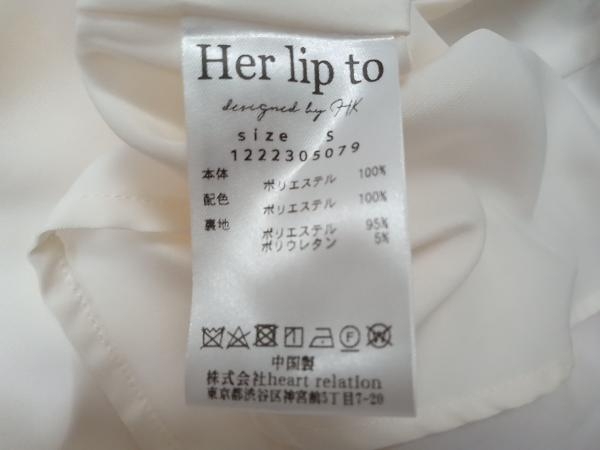 Her lip to
designed by HK
size S
1222305079
本体 ポリエステル 100%
配色 ポリエステル 100%
裏地 ポリエステル 95%
ポリウレタン 5%
中国製
株式会社heart relation
東京都渋谷区神宮前5丁目7-20